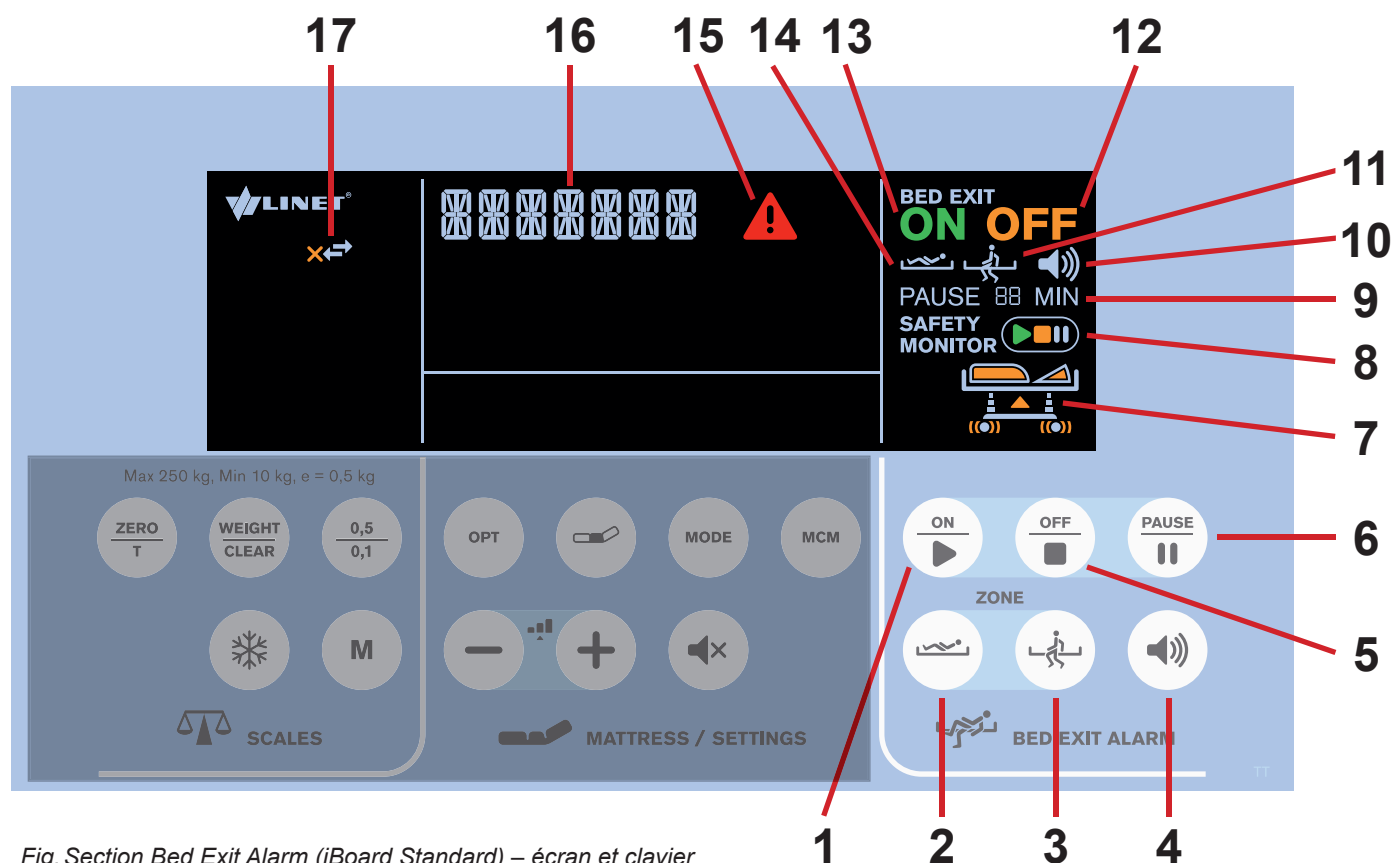 17 16 15 14 13 12
11
10
9
8
7
6
5
LINET®
BED EXIT
ON OFF
PAUSE 88 MIN
SAFETY
MONITOR
Max 250 kg, Min 10 kg, e = 0,5 kg
ZERO
T
WEIGHT
CLEAR
0,5
0,1
OPT
MODE
MCM
ON
OFF
PAUSE
ZONE
M
SCALES
MATTRESS / SETTINGS
BED EXIT ALARM
TT
1 2 3 4
Fig. Section Bed Exit Alarm (iBoard Standard) – écran et clavier